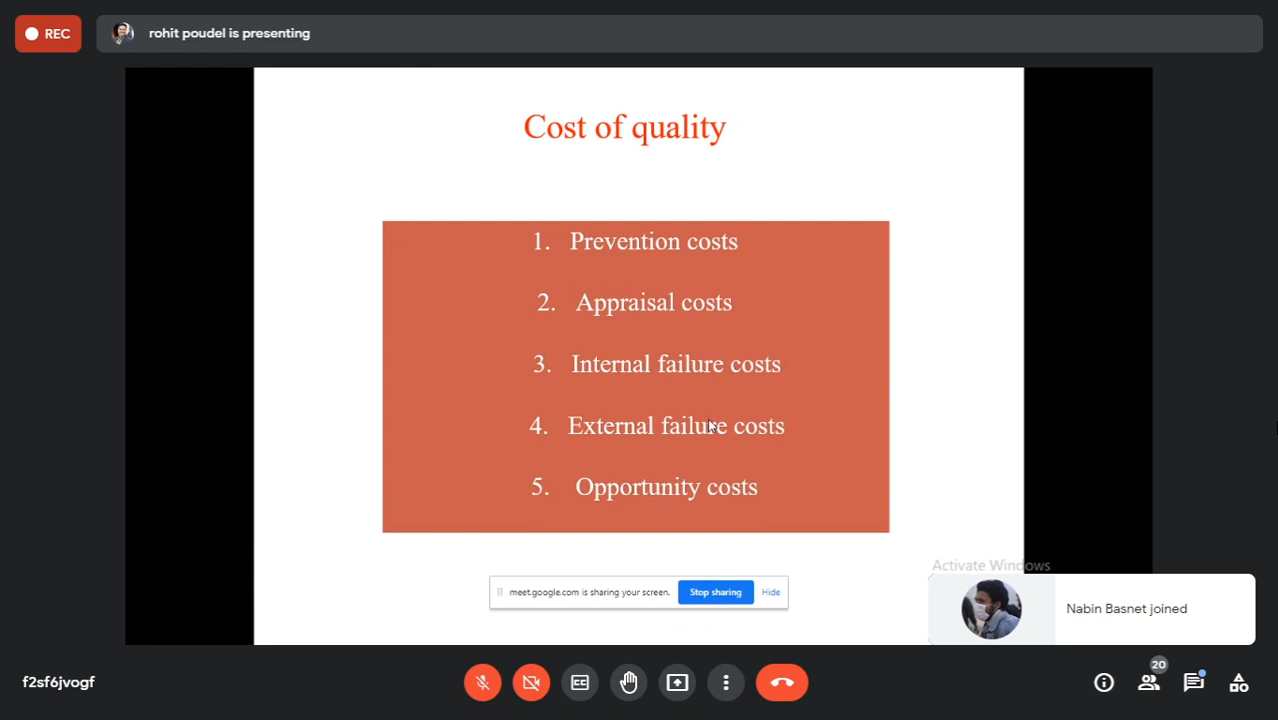 REC
rohit poudel is presenting
Cost of quality
1. Prevention costs
2. Appraisal costs
3. Internal failure costs
4. External failure costs
5. Opportunity costs
Activate Windows
meet.google.com is sharing your screen.
Stop sharing
Hide
Nabin Basnet joined
f2sf6jvogf
CC
20